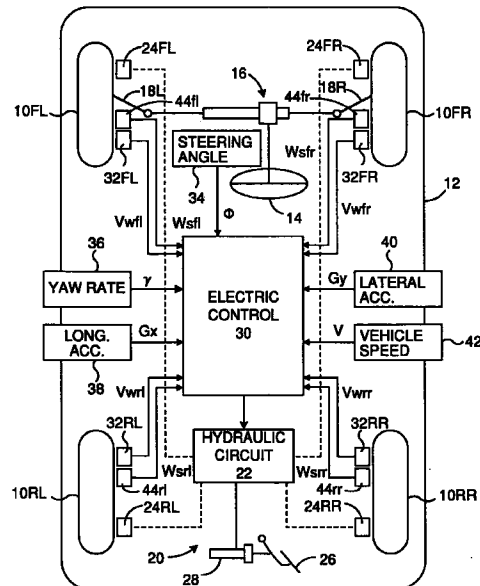 24FL
24FR
16
18L
44fl
44fr
18R
10FL
10FR
STEERING
ANGLE
Wsfr
32FL
34
32FR
14
12
Vwfl
Wsfl
Φ
Vwfr
36
40
YAW RATE
γ
ELECTRIC
CONTROL
30
Gy
LATERAL
ACC.
LONG.
ACC.
Gx
V
VEHICLE
SPEED
38
42
Vwrl
Vwrr
32RL
32RR
HYDRAULIC
CIRCUIT
22
Wsrl
Wsrr
10RL
44rl
44rr
10RR
24RL
24RR
20
28
26